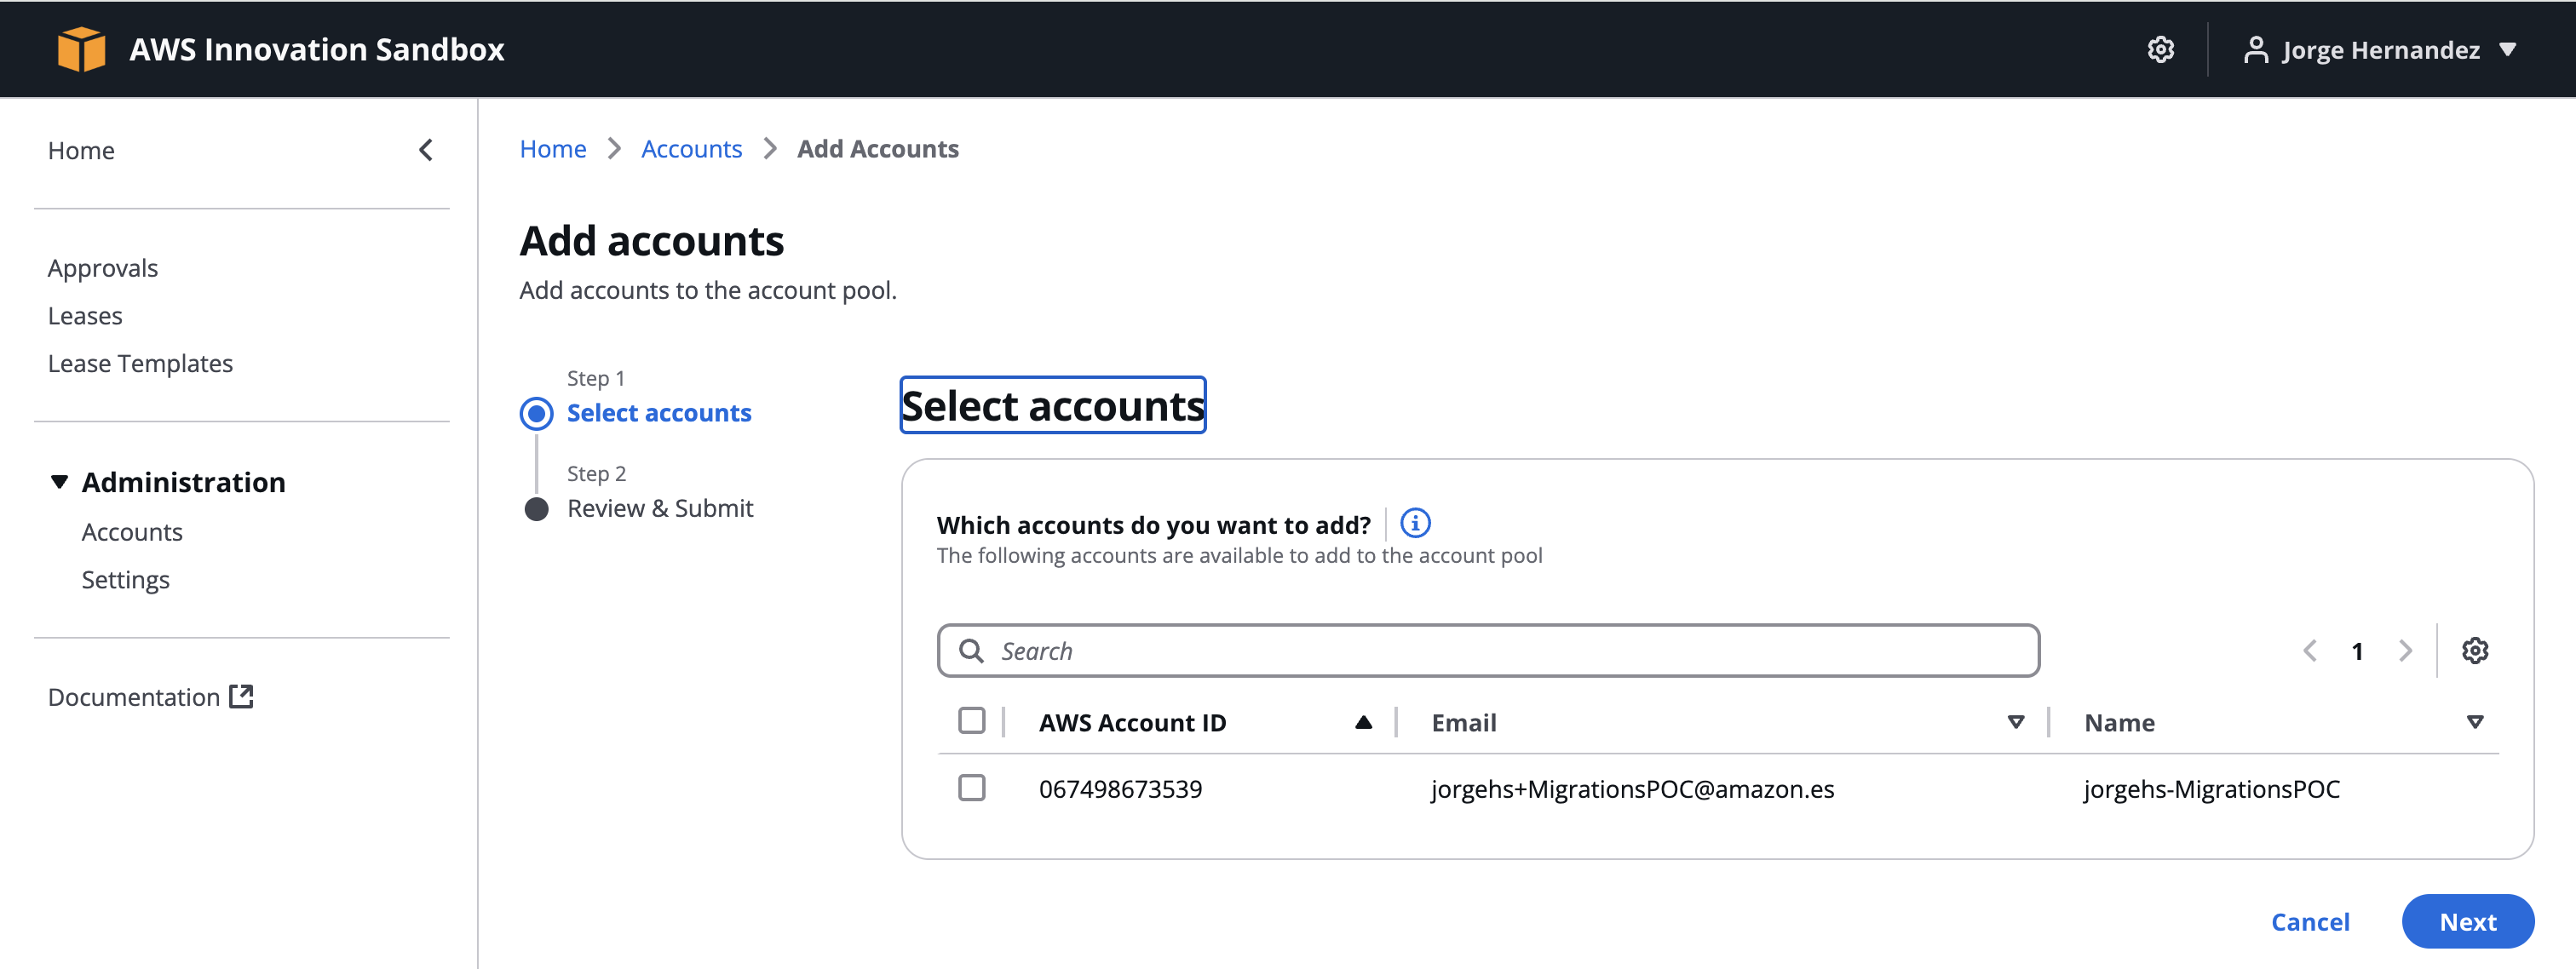 AWS Innovation Sandbox
Jorge Hernandez
Home
Approvals
Leases
Lease Templates
Administration
Accounts
Settings
Documentation
Home > Accounts > Add Accounts
Add accounts
Add accounts to the account pool.
Step 1
Select accounts
Step 2
Review & Submit
Select accounts
Which accounts do you want to add?
The following accounts are available to add to the account pool
Search
1
AWS Account ID Email Name
067498673539 jorgehs+MigrationsPOC@amazon.es jorgehs-MigrationsPOC
Cancel Next